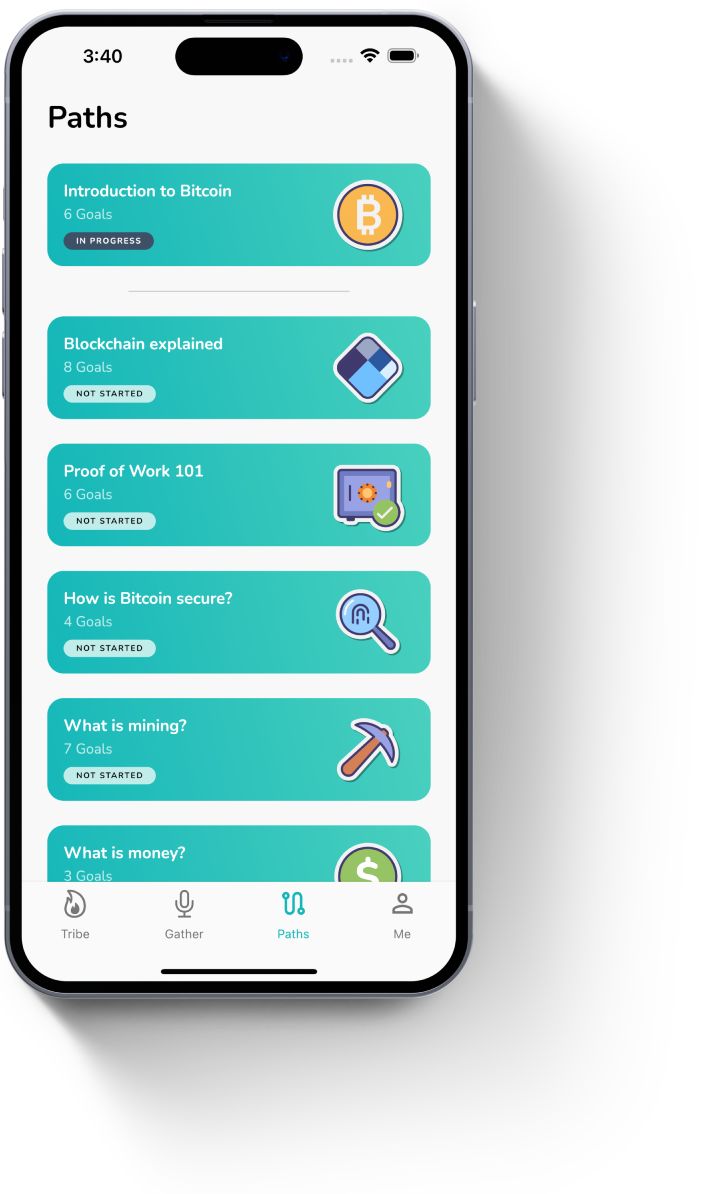 3:40
Paths
Introduction to Bitcoin
6 Goals
IN PROGRESS
Blockchain explained
8 Goals
NOT STARTED
Proof of Work 101
6 Goals
NOT STARTED
How is Bitcoin secure?
4 Goals
NOT STARTED
What is mining?
7 Goals
NOT STARTED
What is money?
3 Goals
Tribe Gather Paths Me